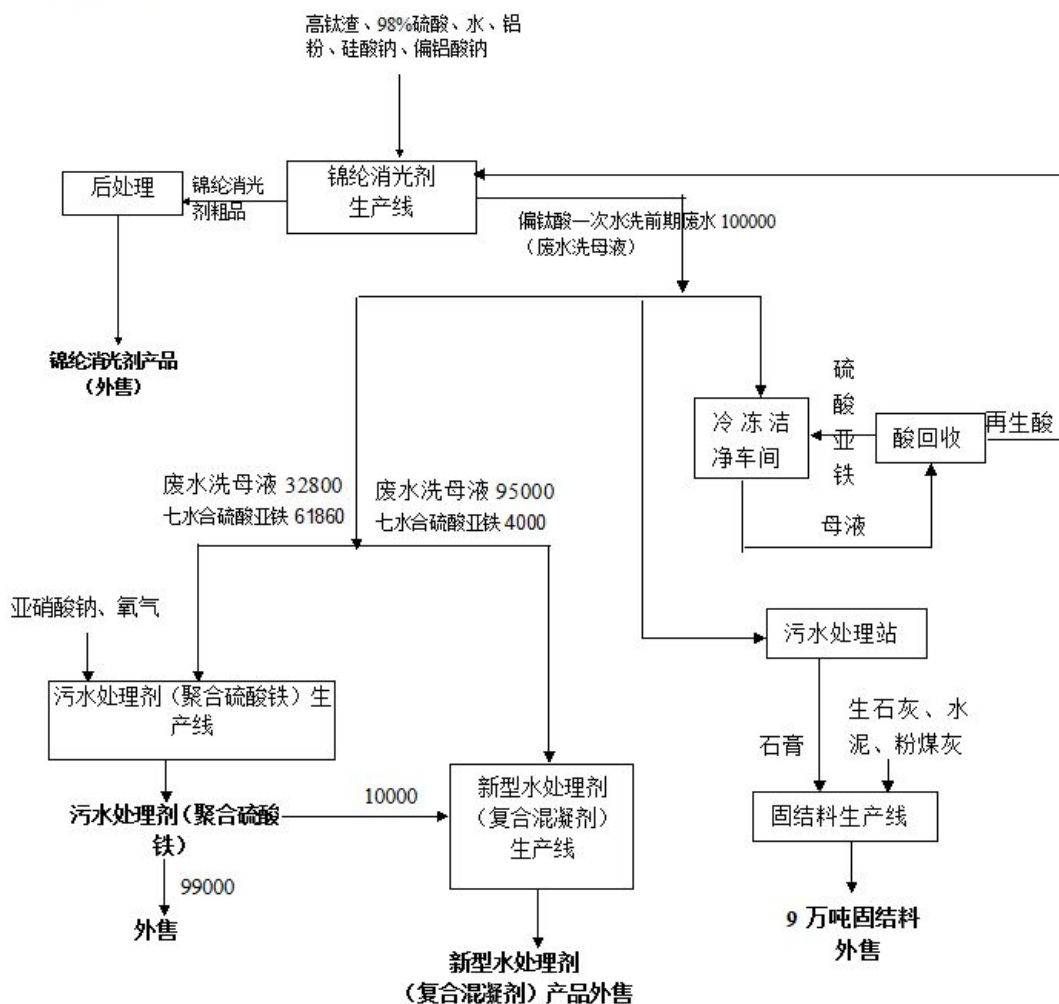 高钛渣、98%硫酸、水、铝
粉、硅酸钠、偏铝酸钠
后处理
锦纶消光
剂粗品
锦纶消光剂
生产线
偏钛酸一次水洗前期废水 100000
（废水洗母液）
锦纶消光剂产品
（外售）
冷冻洁
净车间
硫
酸
亚
铁
酸回收
再生酸
母液
废水洗母液 32800
七水合硫酸亚铁 61860
废水洗母液 95000
七水合硫酸亚铁 4000
亚硝酸钠、氧气
污水处理站
污水处理剂（聚合硫酸铁）生
产线
石膏
生石灰、水
泥、粉煤灰
污水处理剂（聚合硫酸
铁）
10000
新型水处理剂
（复合混凝剂）
生产线
固结料生产线
99000
外售
9 万吨固结料
外售
新型水处理剂
（复合混凝剂）产品外售